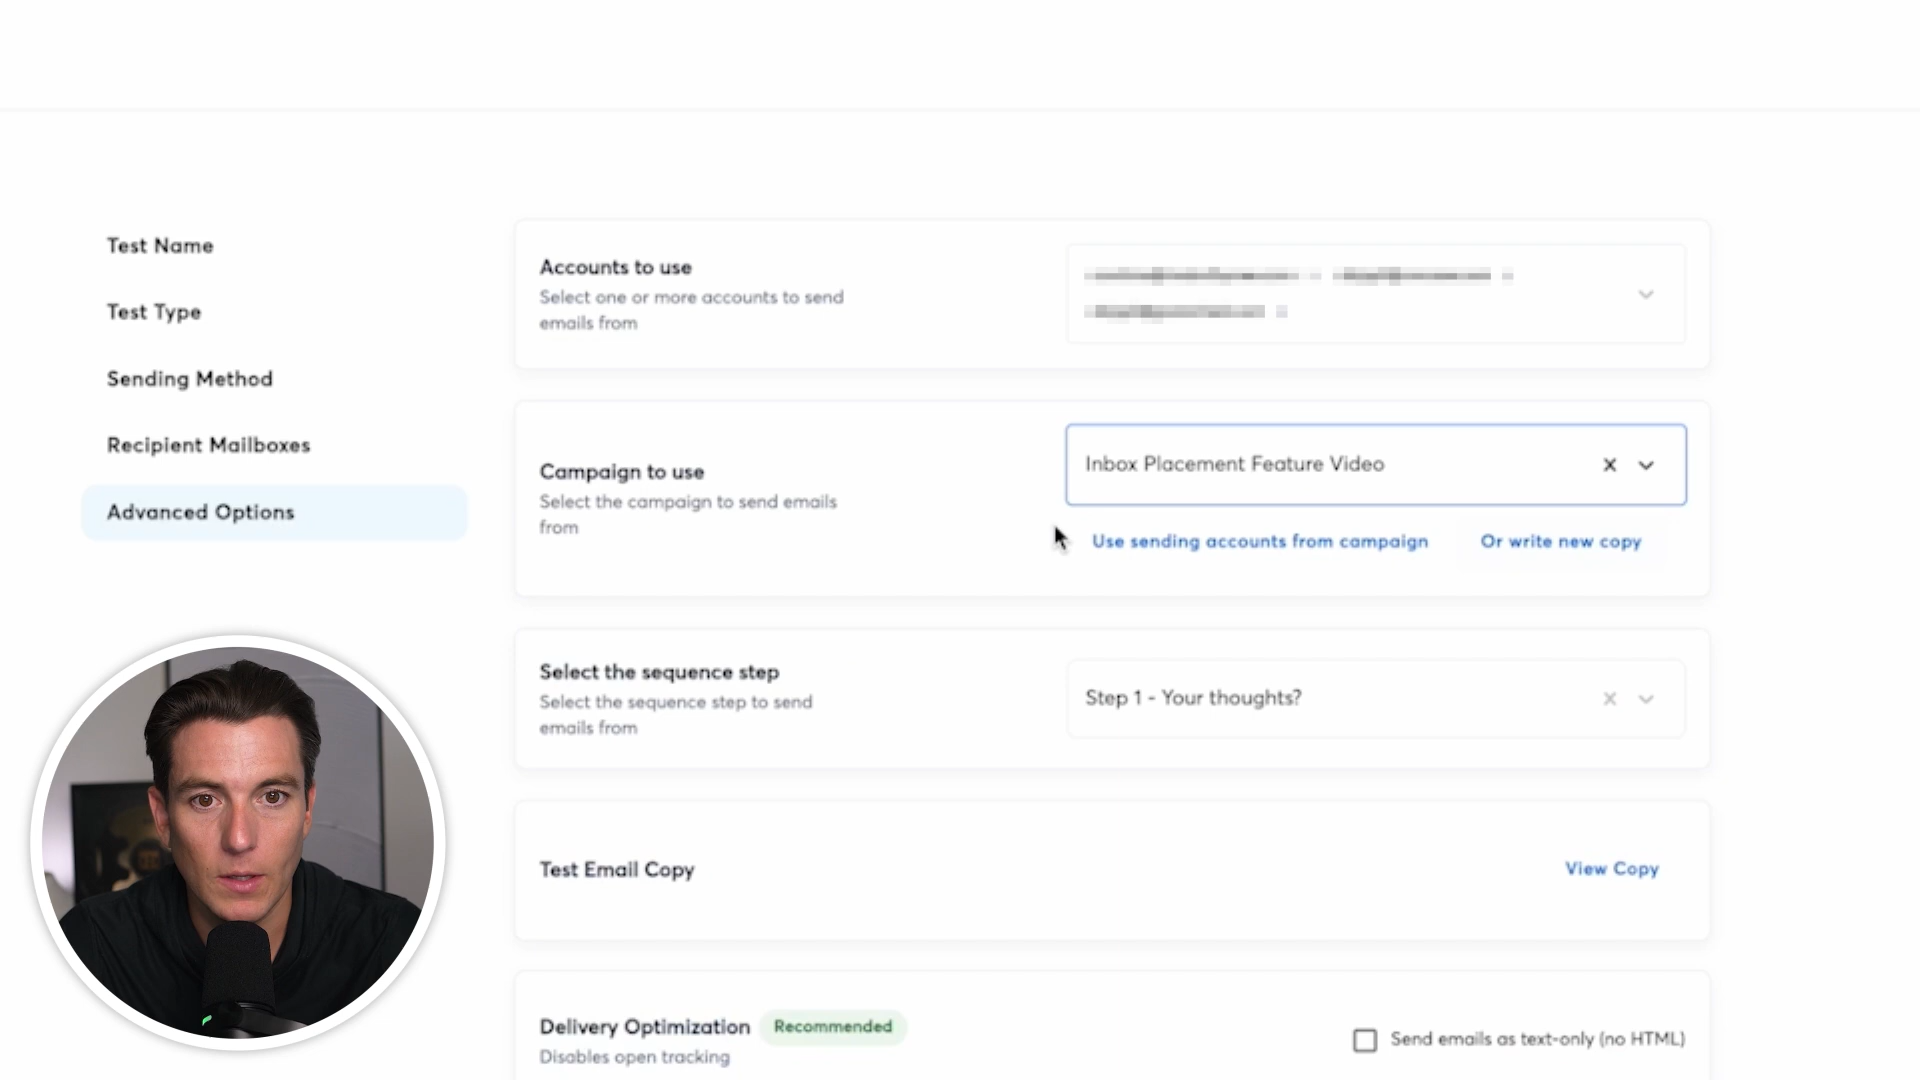 Test Name
Test Type
Sending Method
Recipient Mailboxes
Advanced Options
Accounts to use
Select one or more accounts to send
emails from
Campaign to use
Select the campaign to send emails
from
Inbox Placement Feature Video
Use sending accounts from campaign
Or write new copy
Select the sequence step
Select the sequence step to send
emails from
Step 1 - Your thoughts?
Test Email Copy
View Copy
Delivery Optimization
Recommended
Disables open tracking
Send emails as text-only (no HTML)